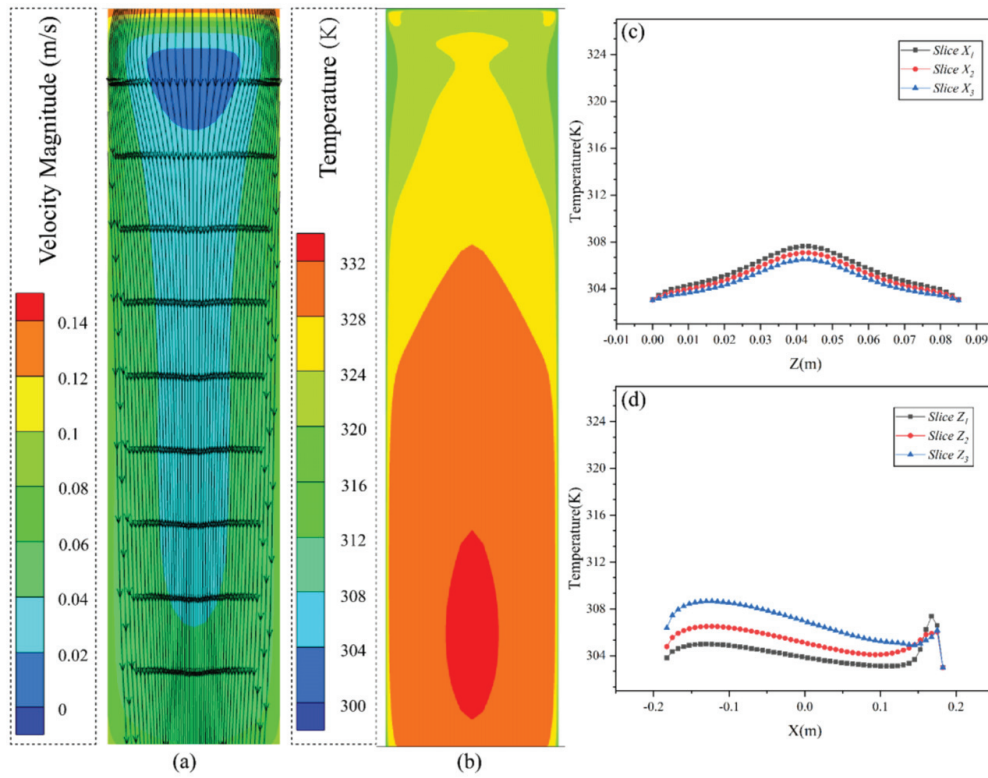 Velocity Magnitude (m/s)
0.14
0.12
0.1
0.08
0.06
0.04
0.02
0
(a)
Temperature (K)
332
328
324
320
316
312
308
304
300
(b)
(c)
Slice X1
Slice X2
Slice X3
Temperature(K)
324
320
316
312
308
304
-0.01 0.00 0.01 0.02 0.03 0.04 0.05 0.06 0.07 0.08 0.09
Z(m)
(d)
Slice Z1
Slice Z2
Slice Z3
Temperature(K)
324
320
316
312
308
304
-0.2 -0.1 0.0 0.1 0.2
X(m)